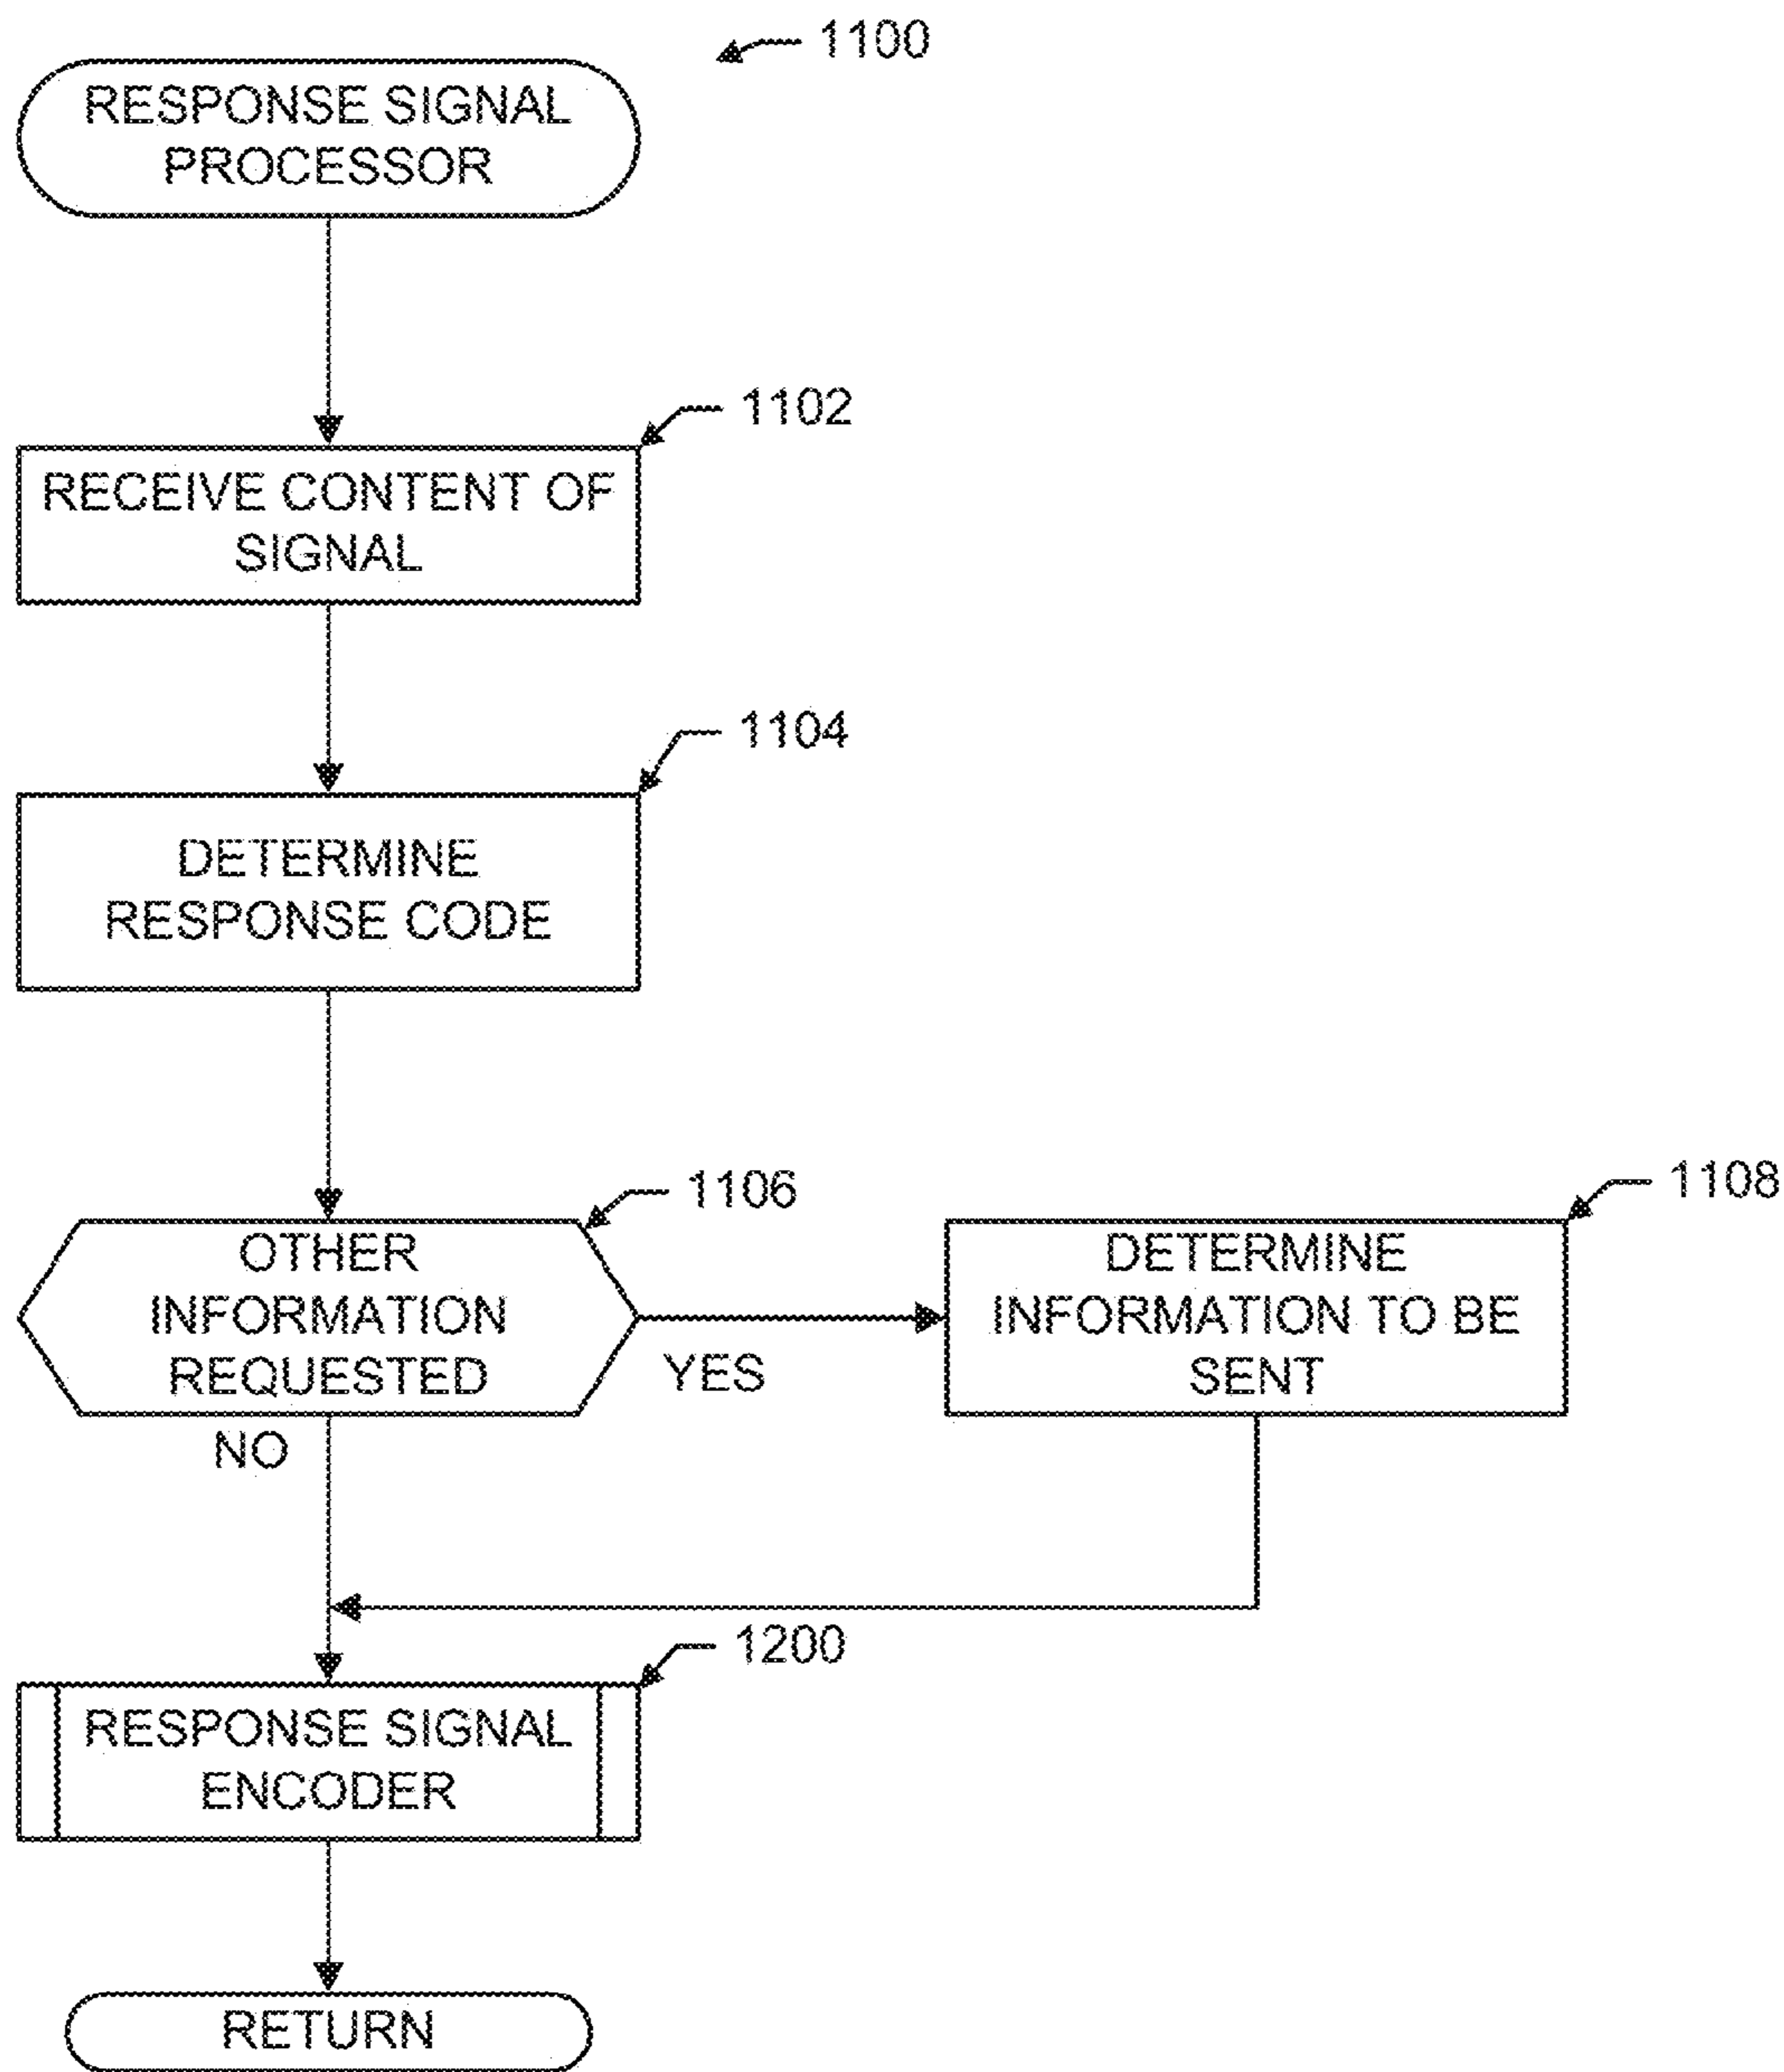 1100
RESPONSE SIGNAL
PROCESSOR
1102
RECEIVE CONTENT OF
SIGNAL
1104
DETERMINE
RESPONSE CODE
1106
OTHER
INFORMATION
REQUESTED
YES
NO
1108
DETERMINE
INFORMATION TO BE
SENT
1200
RESPONSE SIGNAL
ENCODER
RETURN